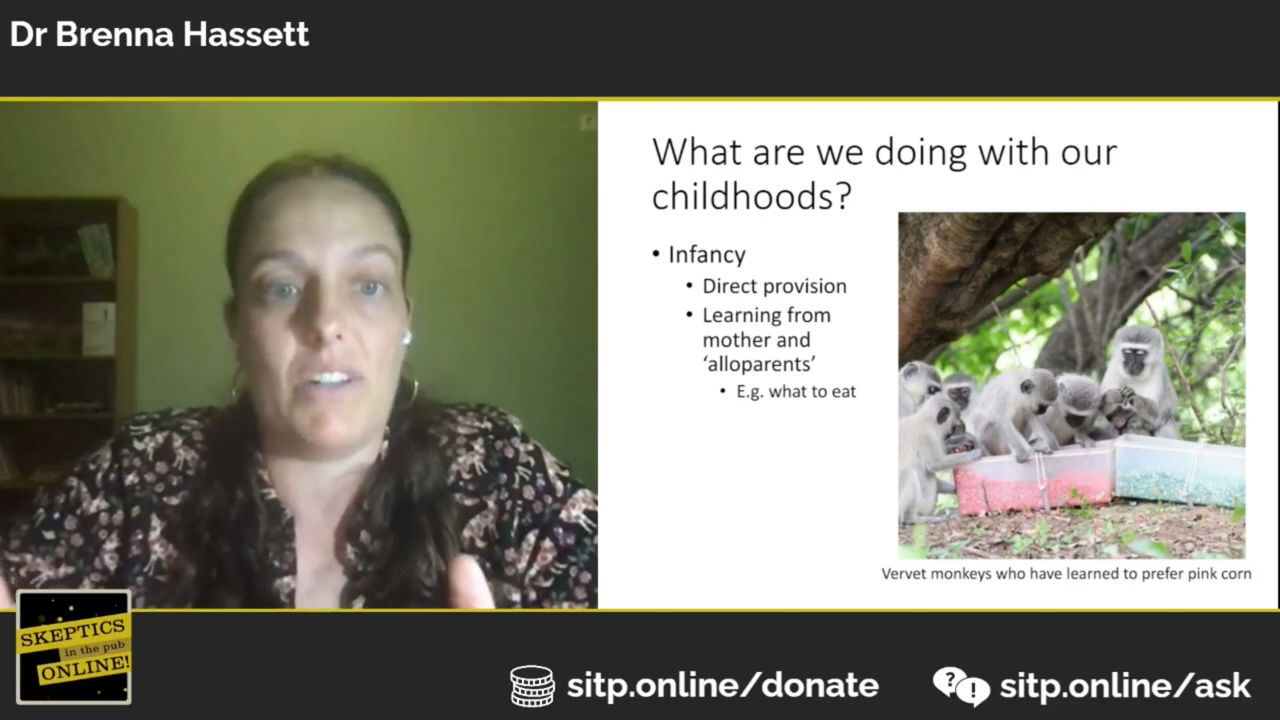 Dr Brenna Hassett
What are we doing with our
childhoods?
• Infancy
• Direct provision
• Learning from
mother and
‘alloparents’
• E.g. what to eat
Vervet monkeys who have learned to prefer pink corn
SKEPTICS
in the pub
ONLINE!
sitp.online/donate
? !
sitp.online/ask